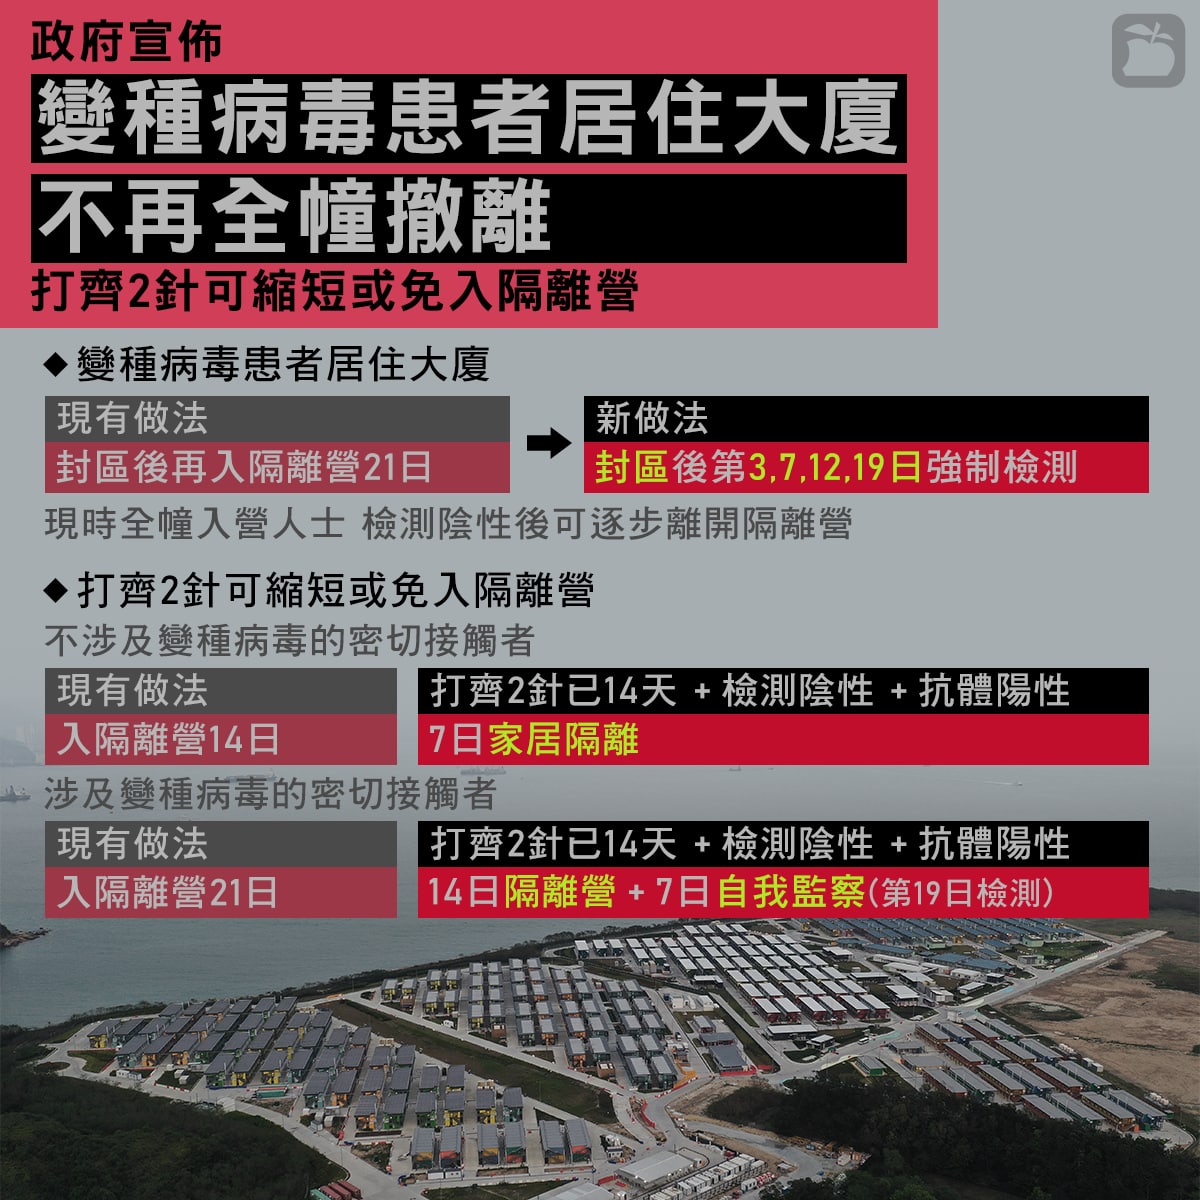 政府宣佈
變種病毒患者居住大廈
不再全幢撤離
打齊2針可縮短或免入隔離營
◆變種病毒患者居住大廈
現有做法
封區後再入隔離營21日
新做法
封區後第3,7,12,19日強制檢測
現時全幢入營人士 檢測陰性後可逐步離開隔離營
◆打齊2針可縮短或免入隔離營
不涉及變種病毒的密切接觸者
現有做法
入隔離營14日
打齊2針已14天 + 檢測陰性 + 抗體陽性
7日家居隔離
涉及變種病毒的密切接觸者
現有做法
入隔離營21日
打齊2針已14天 + 檢測陰性 + 抗體陽性
14日隔離營 + 7日自我監察(第19日檢測)